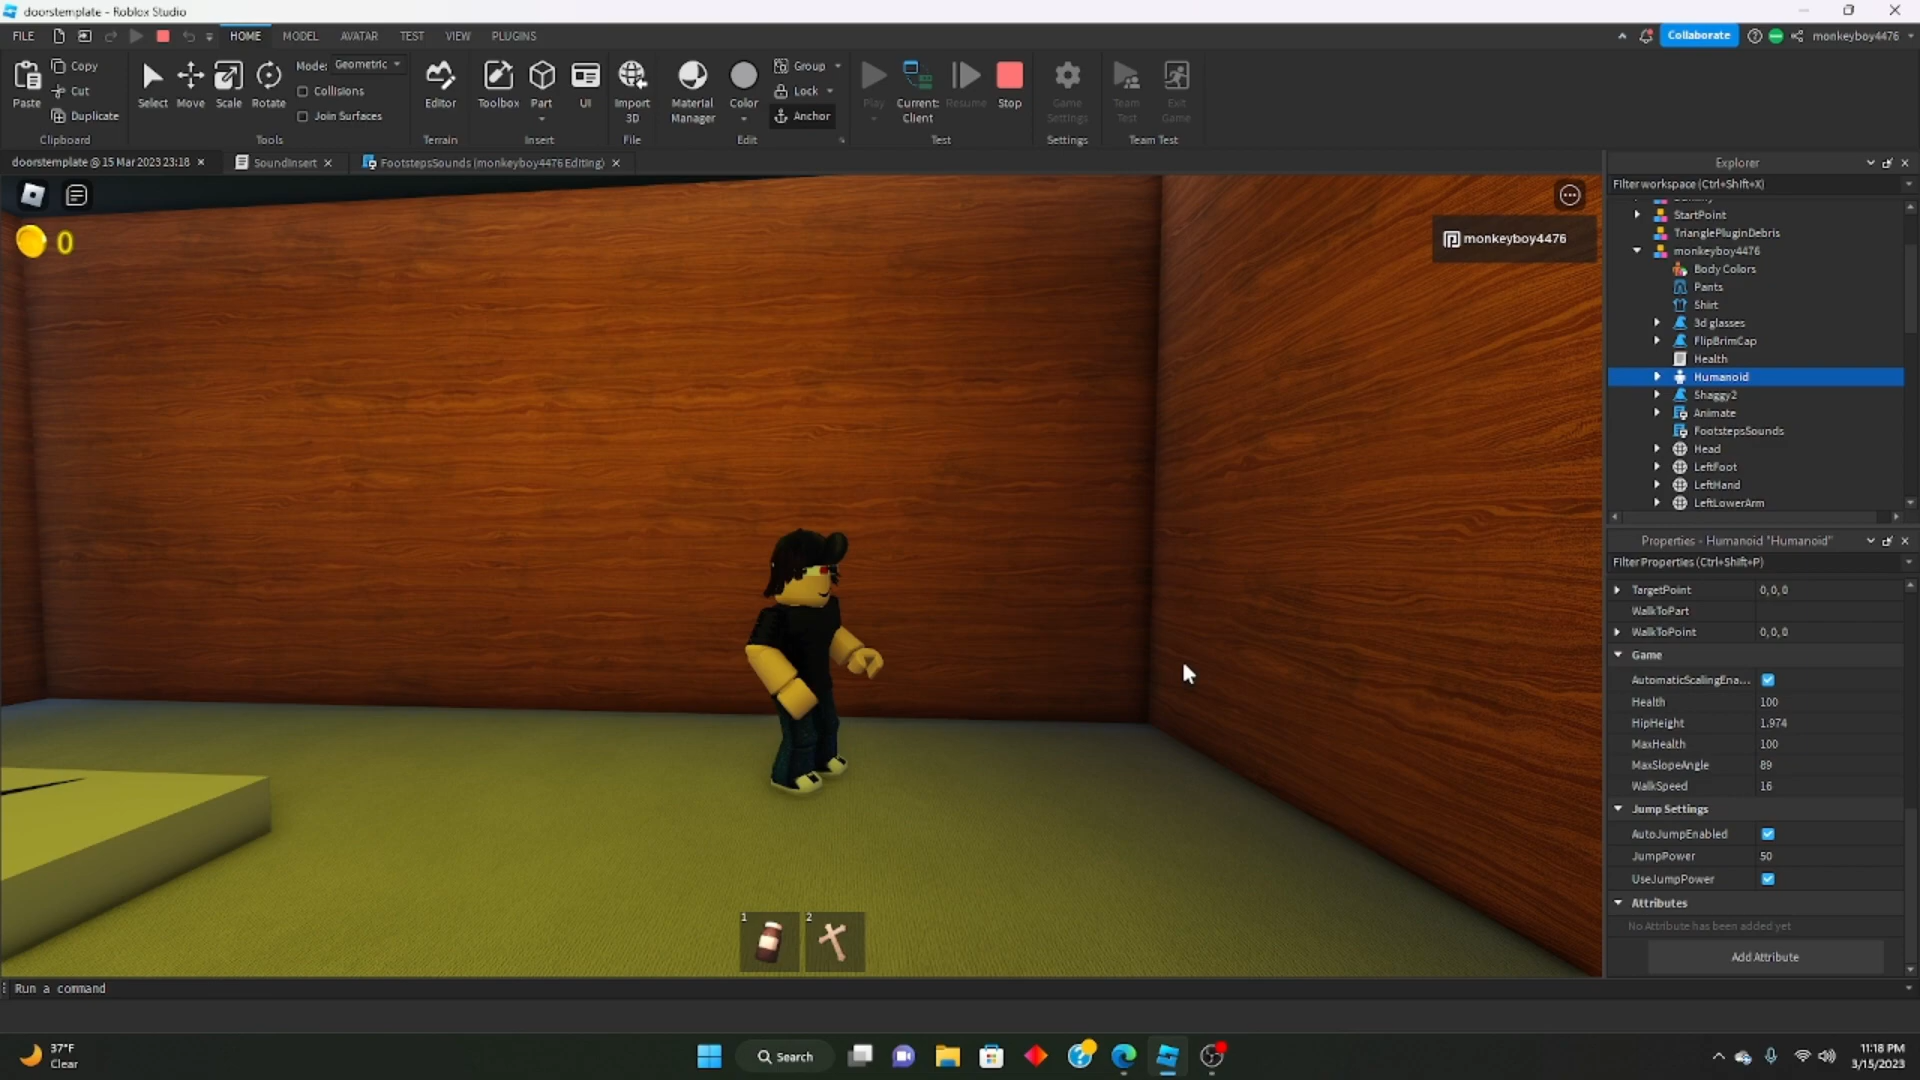 doorstemplate - Roblox Studio
FILE
HOME
MODEL
AVATAR
TEST
VIEW
PLUGINS
Collaborate
monkeyboy4476
Paste
Copy
Cut
Duplicate
Clipboard
Select
Move
Scale
Rotate
Mode: Geometric
Collisions
Join Surfaces
Tools
Editor
Terrain
Toolbox
Part
UI
Insert
Import
3D
File
Material
Manager
Color
Group
Lock
Anchor
Edit
Play
Current:
Client
Resume
Stop
Test
Game
Settings
Settings
Team
Test
Exit
Game
Team Test
doorstemplate @ 15 Mar 2023 23:18
SoundInsert
FootstepsSounds (monkeyboy4476 Editing)
0
monkeyboy4476
Explorer
Filter workspace (Ctrl+Shift+X)
StartPoint
TrianglePluginDebris
monkeyboy4476
Body Colors
Pants
Shirt
3d glasses
FlipBrimCap
Health
Humanoid
Shaggy2
Animate
FootstepsSounds
Head
LeftFoot
LeftHand
LeftLowerArm
Properties - Humanoid "Humanoid"
Filter Properties (Ctrl+Shift+P)
TargetPoint 0, 0, 0
WalkToPart
WalkToPoint 0, 0, 0
Game
AutomaticScalingEna...
Health 100
HipHeight 1.974
MaxHealth 100
MaxSlopeAngle 89
WalkSpeed 16
Jump Settings
AutoJumpEnabled
JumpPower 50
UseJumpPower
Attributes
No Attribute has been added yet
Add Attribute
1
2
Run a command
37°F
Clear
Search
11:18 PM
3/15/2023